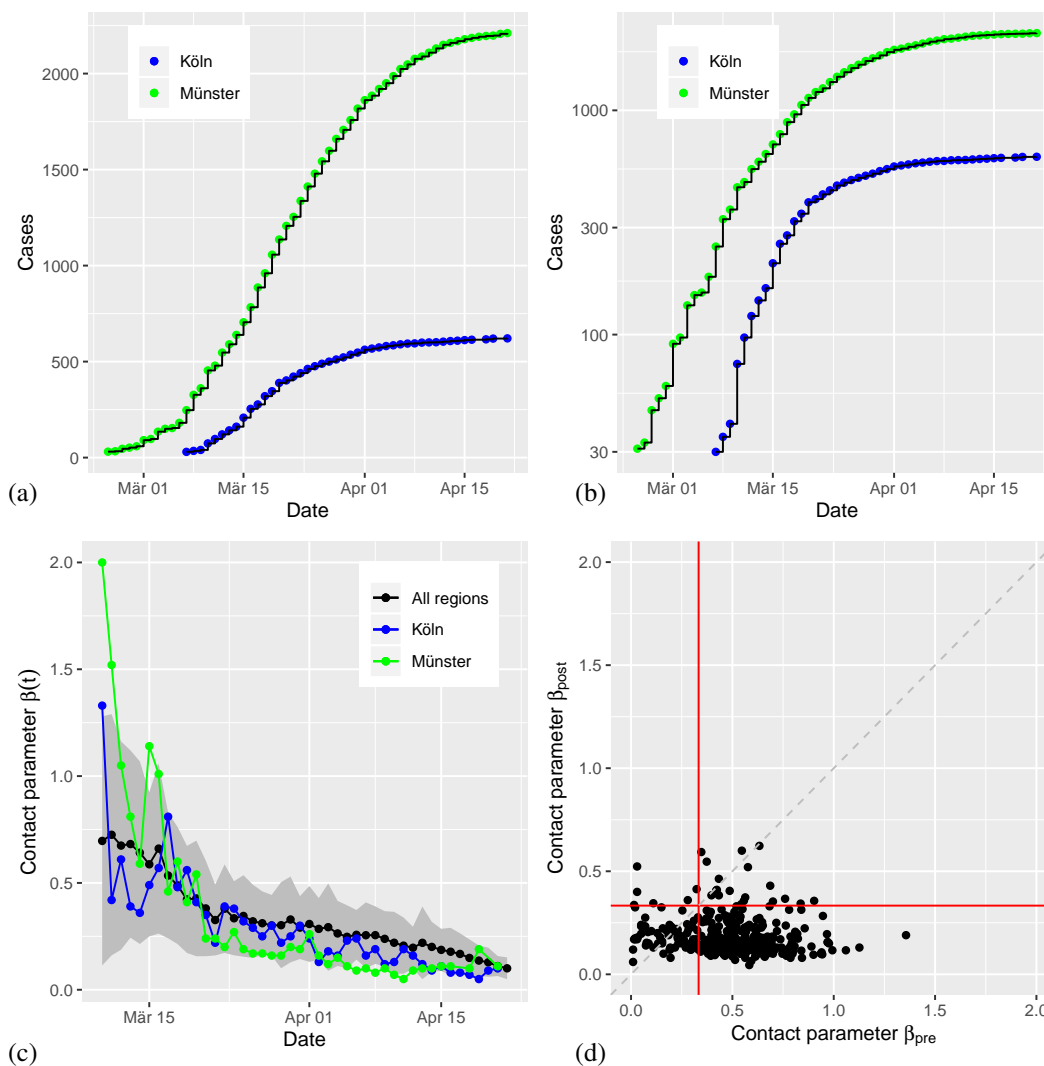 Köln
Münster
Cases
2000
1500
1000
500
0
Mär 01
Mär 15
Apr 01
Apr 15
Date
(a)
Köln
Münster
Cases
1000
300
100
30
Mär 01
Mär 15
Apr 01
Apr 15
Date
(b)
All regions
Köln
Münster
Contact parameter β(t)
2.0
1.5
1.0
0.5
0.0
Mär 15
Apr 01
Apr 15
Date
(c)
Contact parameter βpost
2.0
1.5
1.0
0.5
0.0
0.0
0.5
1.0
1.5
2.0
Contact parameter βpre
(d)